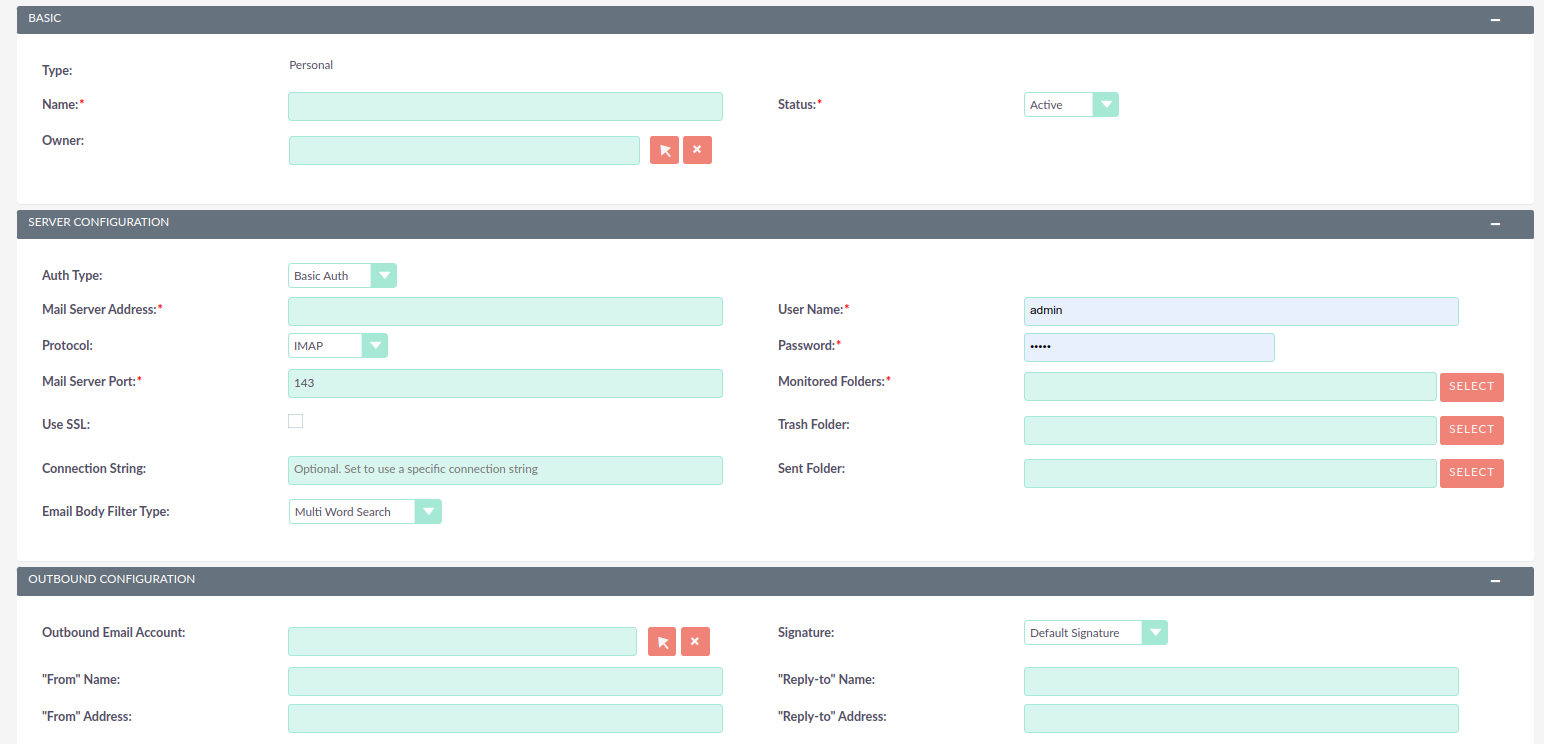 BASIC
Type: Personal
Name:* Status:* Active
Owner:
SERVER CONFIGURATION
Auth Type: Basic Auth
Mail Server Address:* User Name:* admin
Protocol: IMAP Password:* •••••
Mail Server Port:* 143 Monitored Folders:* SELECT
Use SSL: Trash Folder: SELECT
Connection String: Optional. Set to use a specific connection string Sent Folder: SELECT
Email Body Filter Type: Multi Word Search
OUTBOUND CONFIGURATION
Outbound Email Account: Signature: Default Signature
"From" Name: "Reply-to" Name:
"From" Address: "Reply-to" Address: